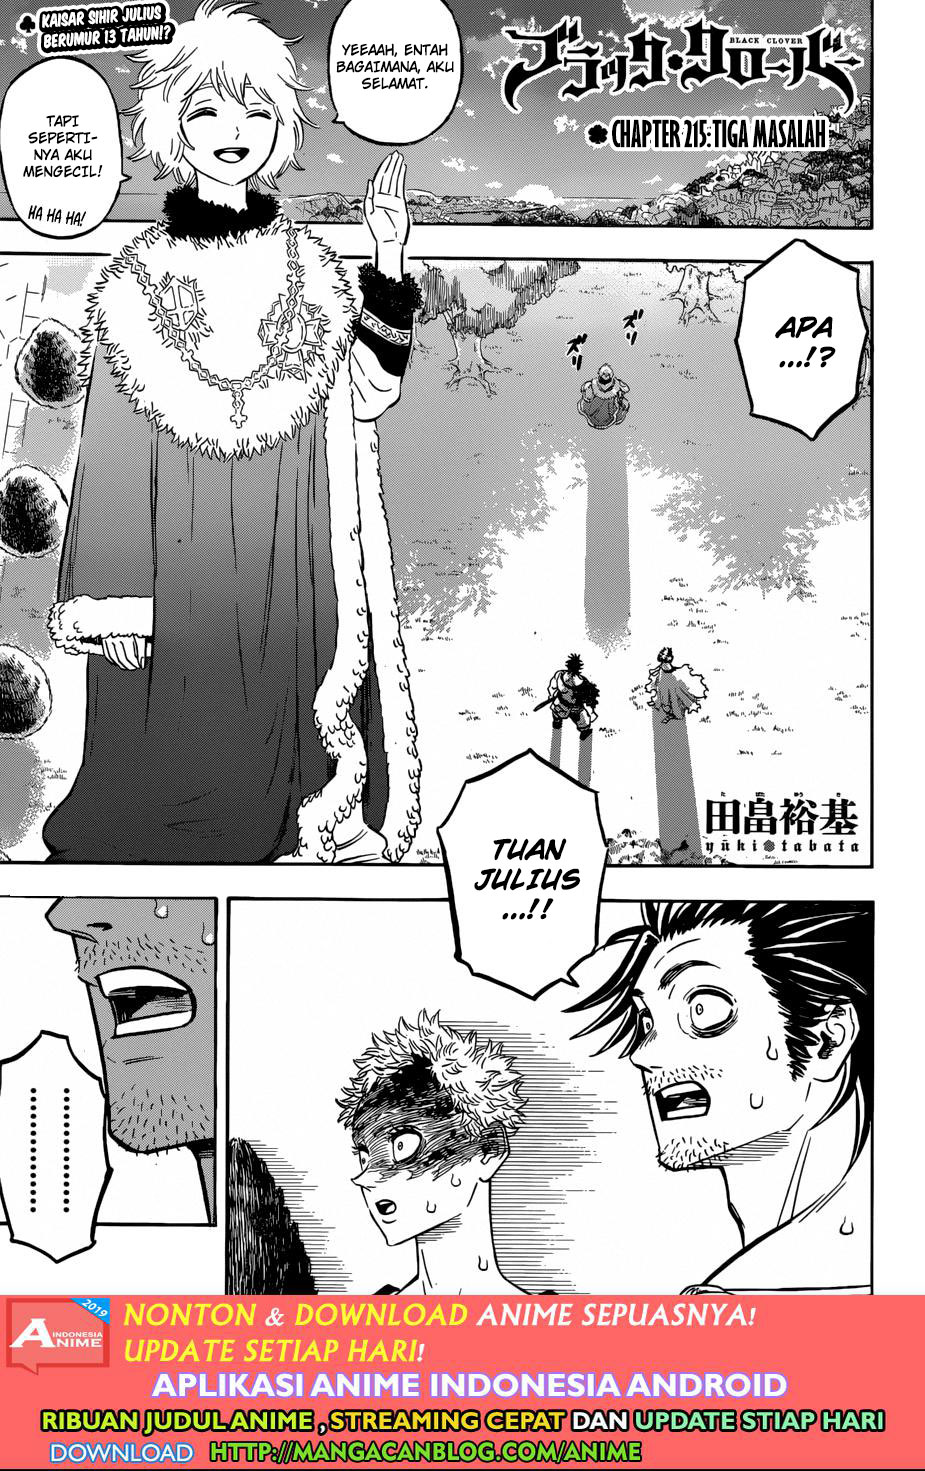 KAISAR SIHIR JULIUS
BERUMUR 13 TAHUN!?
YEEAAH, ENTAH
BAGAIMANA, AKU
SELAMAT.
TAPI
SEPERTI-
NYA AKU
MENGECIL!
HA HA HA!
ブラッククローバー
BLACK CLOVER
CHAPTER 215:TIGA MASALAH
APA
...!?
田畠裕基
yūki tabata
TUAN
JULIUS
...!!
NONTON & DOWNLOAD ANIME SEPUASNYA!
UPDATE SETIAP HARI!
APLIKASI ANIME INDONESIA ANDROID
RIBUAN JUDUL ANIME , STREAMING CEPAT DAN UPDATE STIAP HARI
DOWNLOAD HTTP://MANGACANBLOG.COM/ANIME
2019
INDONESIA
ANIME